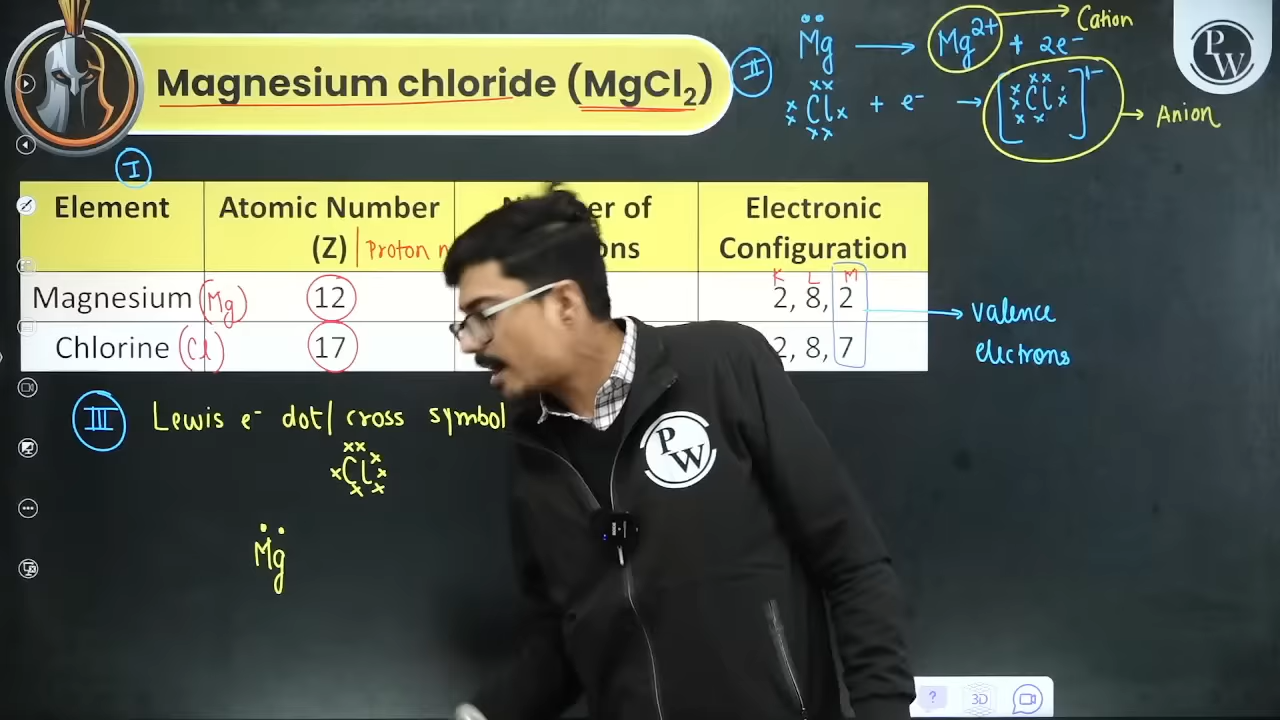 Magnesium chloride (MgCl₂)
II
Mg → Mg²⁺ + 2e⁻
Cation
Cl + e⁻ → [Cl]¹⁻
Anion
PW
I
Element Atomic Number (Z) | Proton n er of ons Electronic Configuration
K L M
Magnesium (Mg) 12 2, 8, 2
Chlorine (Cl) 17 2, 8, 7
valence
electrons
III Lewis e⁻ dot/ cross symbol
Cl
Mg
PW
? 3D